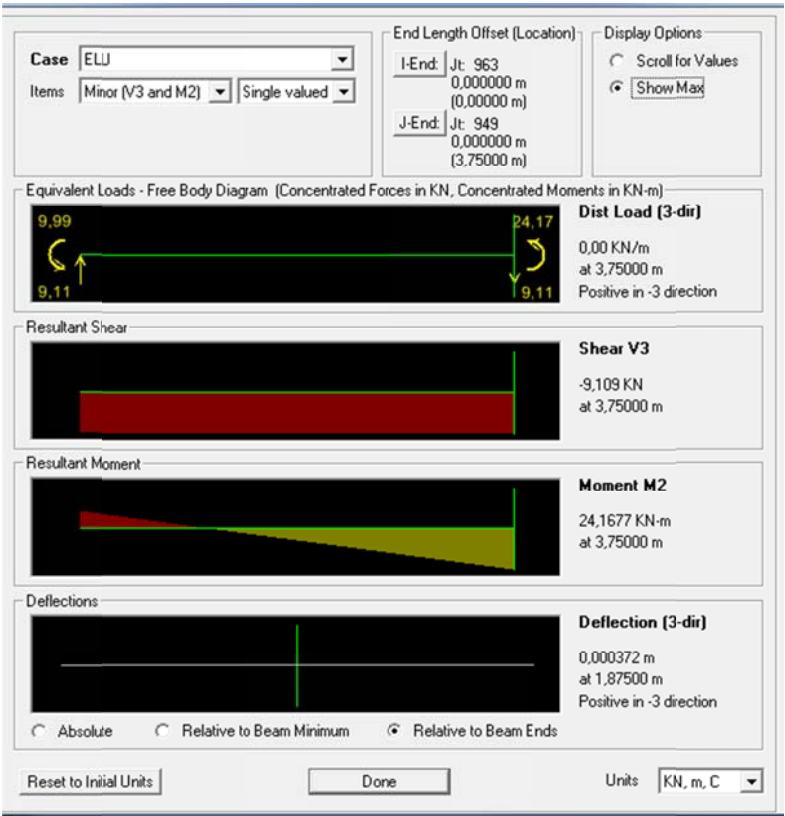 Case ELU
Items Minor (V3 and M2) Single valued
End Length Offset (Location)
I-End: Jt: 963
0,000000 m
(0,00000 m)
J-End: Jt: 949
0,000000 m
(3,75000 m)
Display Options
Scroll for Values
Show Max
Equivalent Loads - Free Body Diagram (Concentrated Forces in KN, Concentrated Moments in KN-m)
9,99
24,17
9,11
9,11
Dist Load (3-dir)
0,00 KN/m
at 3,75000 m
Positive in -3 direction
Resultant Shear
Shear V3
-9,109 KN
at 3,75000 m
Resultant Moment
Moment M2
24,1677 KN-m
at 3,75000 m
Deflections
Deflection (3-dir)
0,000372 m
at 1,87500 m
Positive in -3 direction
Absolute Relative to Beam Minimum Relative to Beam Ends
Reset to Initial Units Done Units KN, m, C